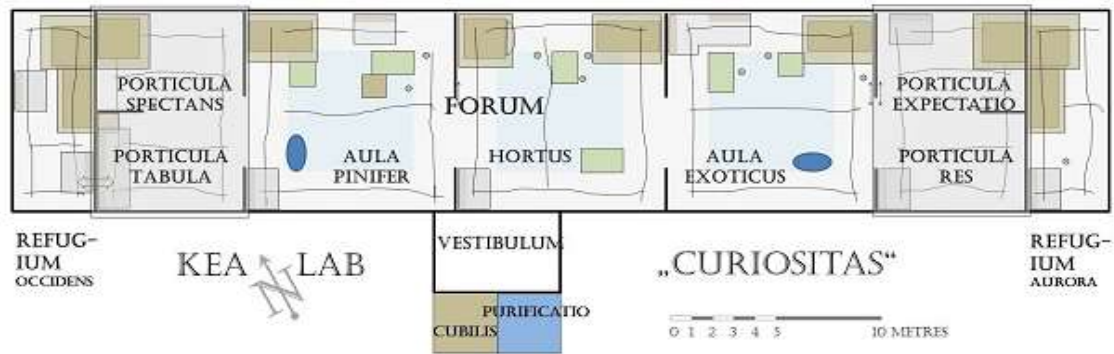 PORTICULA
SPECTANS
PORTICULA
TABULA
AULA
PINIFER
FORUM
HORTUS
AULA
EXOTICUS
PORTICULA
EXPECTATIO
PORTICULA
RES
REFUG-
IUM
OCCIDENS
KEA N LAB
VESTIBULUM
CUBILIS
PURIFICATIO
„CURIOSITAS“
0 1 2 3 4 5 10 METRES
REFUG-
IUM
AURORA